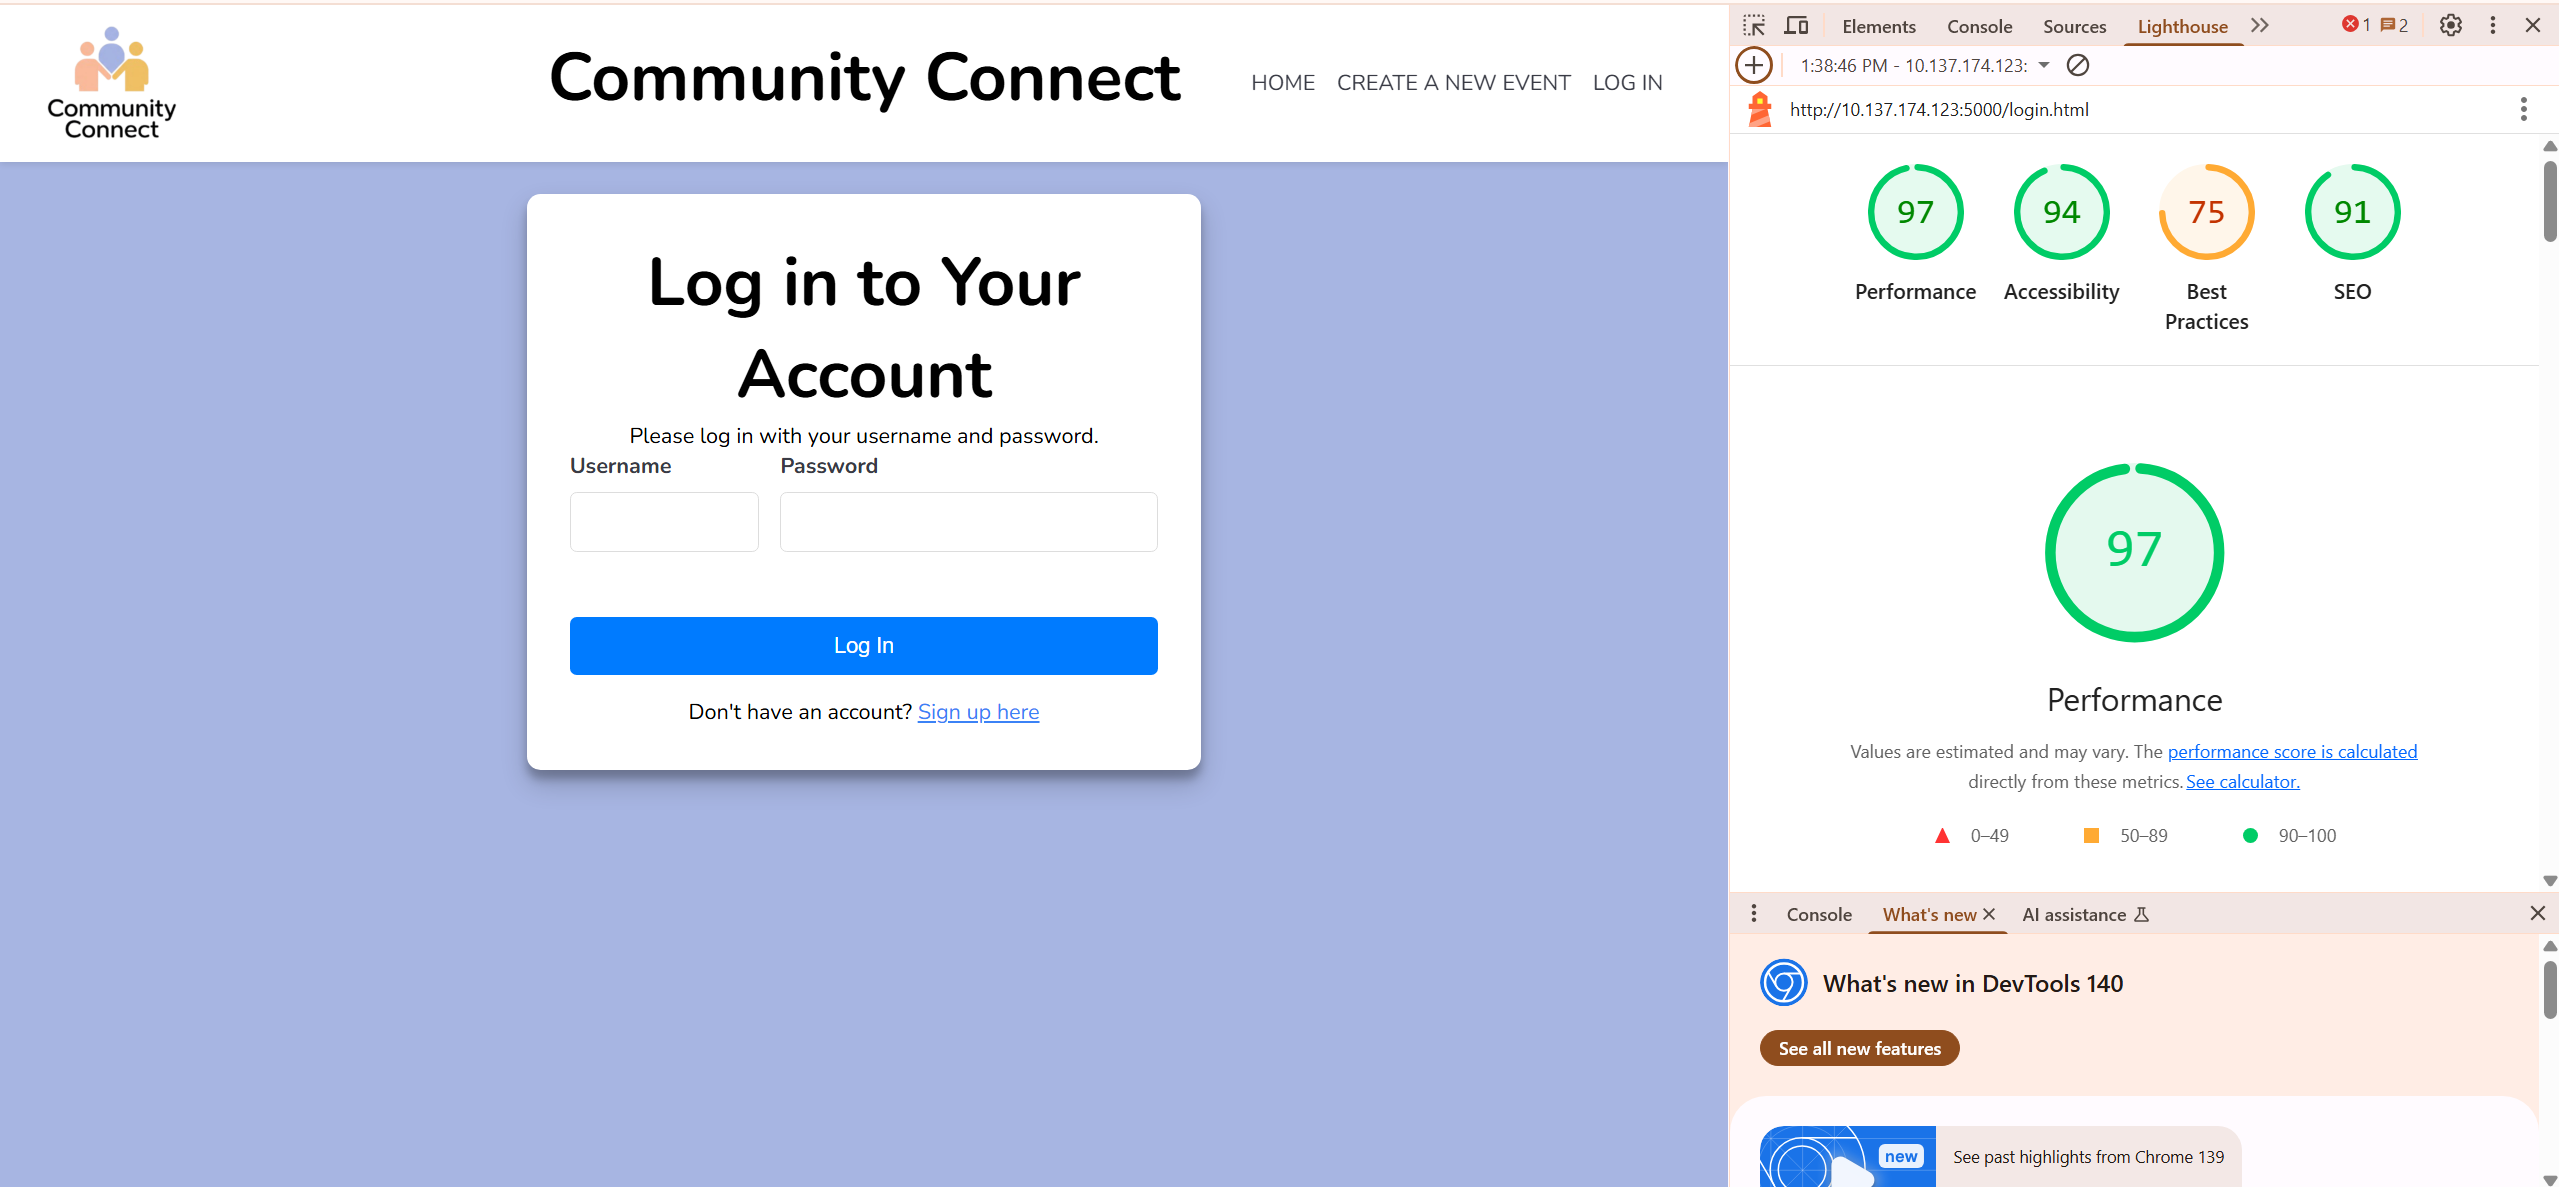 Community
Connect
Community Connect
HOME CREATE A NEW EVENT LOG IN
Log in to Your
Account
Please log in with your username and password.
Username Password
Log In
Don't have an account? Sign up here
Elements Console Sources Lighthouse 1 2
1:38:46 PM - 10.137.174.123:
http://10.137.174.123:5000/login.html
97 94 75 91
Performance Accessibility Best SEO
Practices
97
Performance
Values are estimated and may vary. The performance score is calculated
directly from these metrics. See calculator.
0–49 50–89 90–100
Console What's new AI assistance
What's new in DevTools 140
See all new features
new See past highlights from Chrome 139